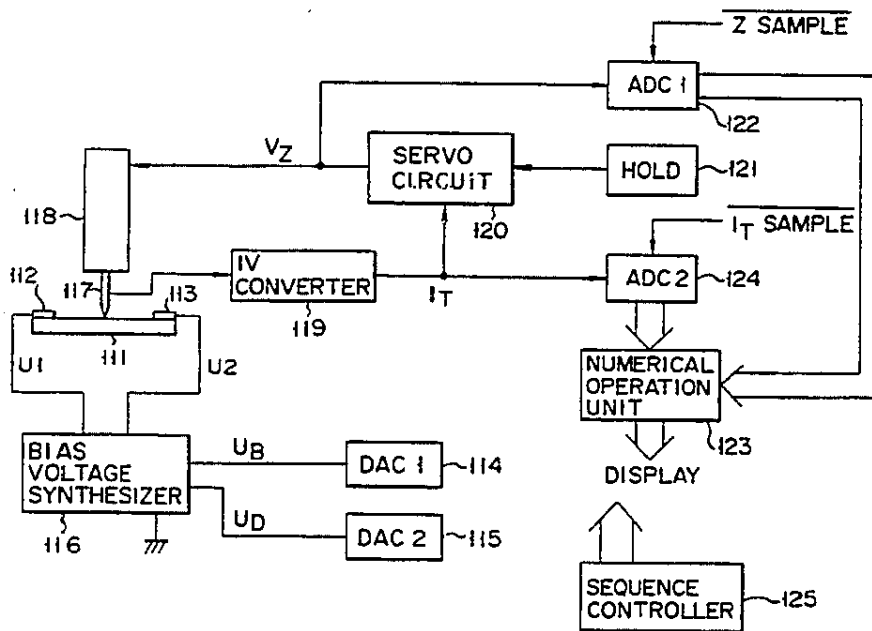 Z SAMPLE
ADC 1
122
VZ
SERVO
CIRCUIT
120
HOLD
121
118
IT SAMPLE
112
117
113
IV
CONVERTER
119
IT
ADC 2
124
111
U1
U2
NUMERICAL
OPERATION
UNIT
123
BIAS
VOLTAGE
SYNTHESIZER
116
UB
DAC 1
114
DISPLAY
UD
DAC 2
115
SEQUENCE
CONTROLLER
125